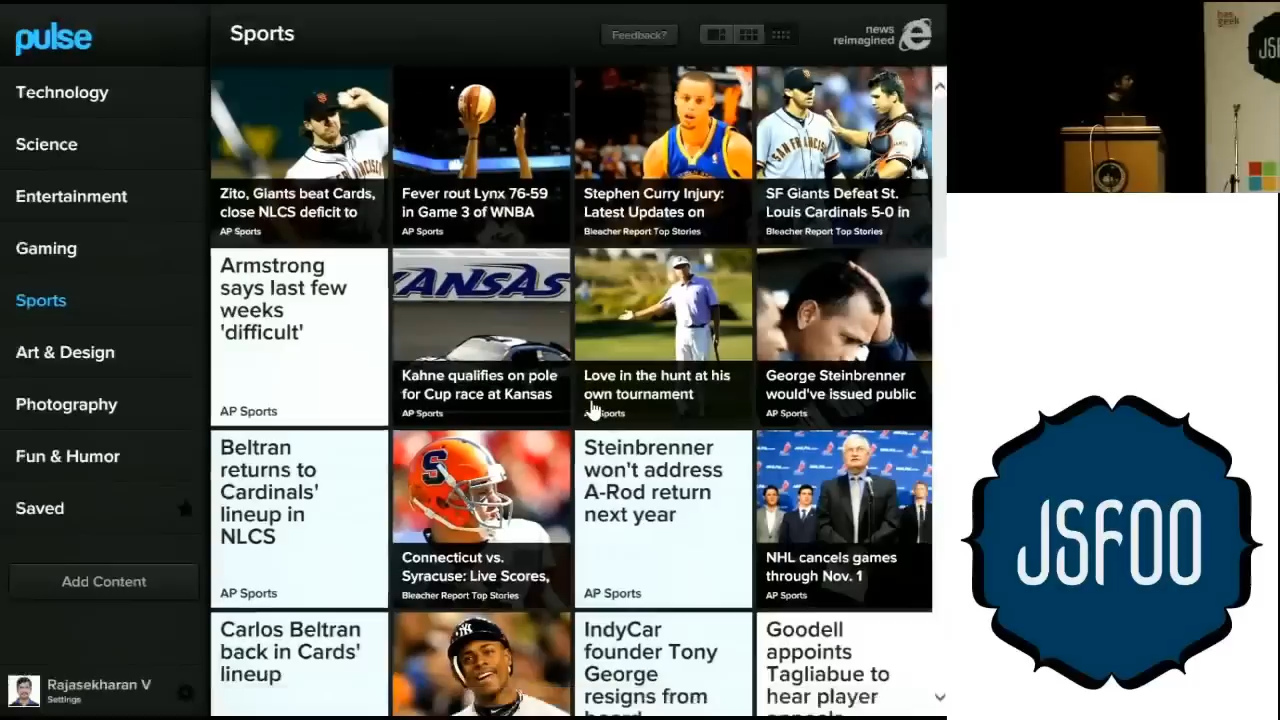 pulse
Technology
Science
Entertainment
Gaming
Sports
Art & Design
Photography
Fun & Humor
Saved
Add Content
Rajasekharan V
Settings
Sports
Feedback?
news
reimagined
Zito, Giants beat Cards,
close NLCS deficit to
AP Sports
Fever rout Lynx 76-59
in Game 3 of WNBA
AP Sports
Stephen Curry Injury:
Latest Updates on
Bleacher Report Top Stories
SF Giants Defeat St.
Louis Cardinals 5-0 in
Bleacher Report Top Stories
Armstrong
says last few
weeks
'difficult'
AP Sports
KANSAS
Kahne qualifies on pole
for Cup race at Kansas
AP Sports
Love in the hunt at his
own tournament
Sports
George Steinbrenner
would've issued public
AP Sports
Beltran
returns to
Cardinals'
lineup in
NLCS
AP Sports
S
Connecticut vs.
Syracuse: Live Scores,
Bleacher Report Top Stories
Steinbrenner
won't address
A-Rod return
next year
AP Sports
NHL cancels games
through Nov. 1
AP Sports
Carlos Beltran
back in Cards'
lineup
IndyCar
founder Tony
George
resigns from
Goodell
appoints
Tagliabue to
hear player
has
geek
JSF
JSFOO